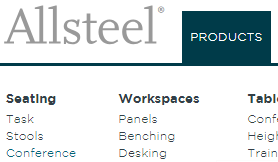 Allsteel®
PRODUCTS
Seating Workspaces
Task Panels
Stools Benching
Conference Desking